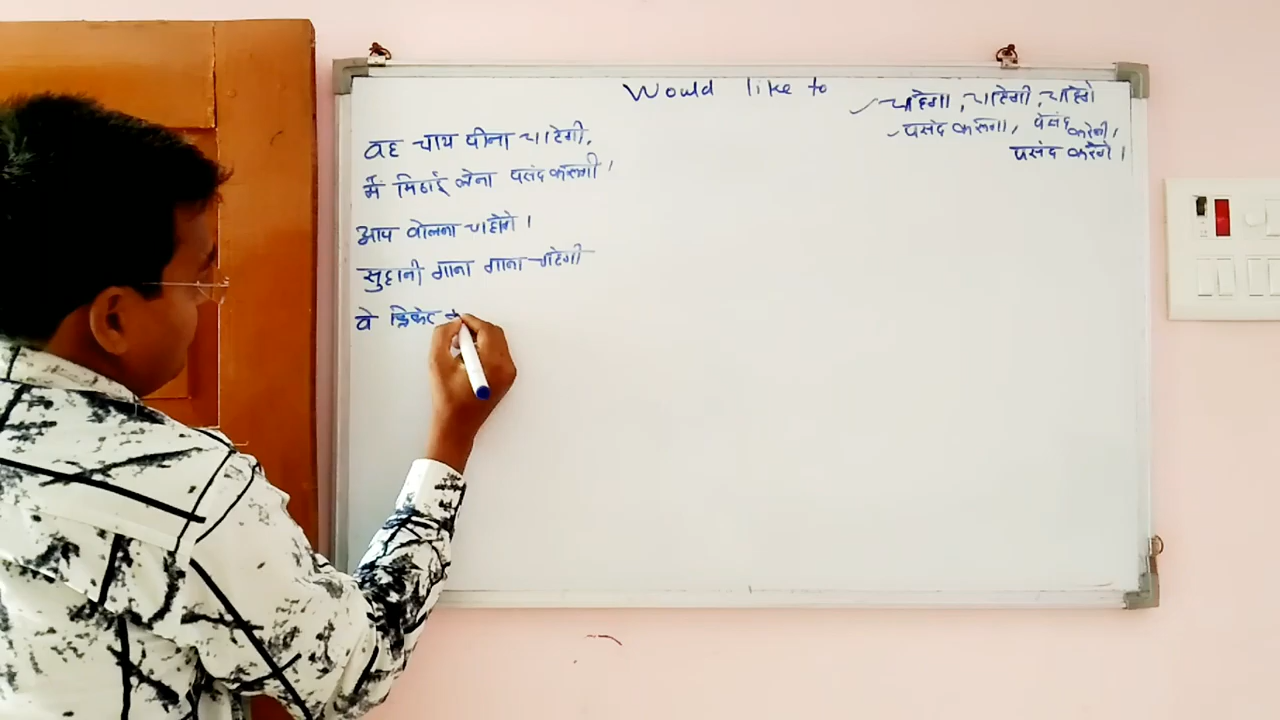 Would like to
चाहेगा, चाहेगी, चाहेंगे
पसंद करूंगा, पसंद करेगी,
पसंद करेंगे।
वह चाय पीना चाहेगी,
मैं मिठाई लेना पसंद करूंगी।
आप बोलना चाहोगे।
सुहानी गाना गाना चाहेगी
वे क्रिकेट